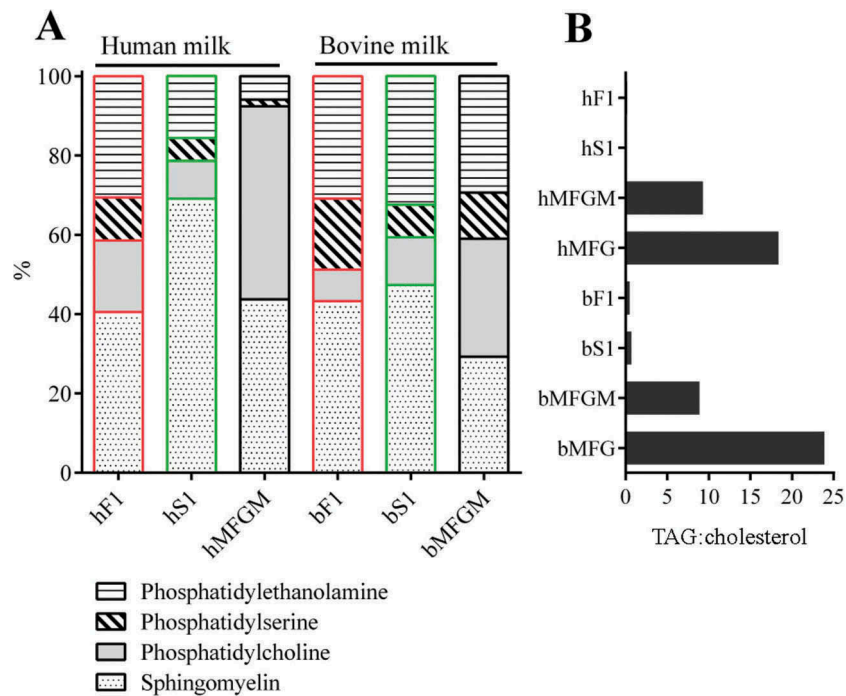 A
Human milk
Bovine milk
100
80
60
40
20
0
%
hF1
hS1
hMFGM
bF1
bS1
bMFGM
Phosphatidylethanolamine
Phosphatidylserine
Phosphatidylcholine
Sphingomyelin
B
hF1
hS1
hMFGM
hMFG
bF1
bS1
bMFGM
bMFG
0 5 10 15 20 25
TAG:cholesterol